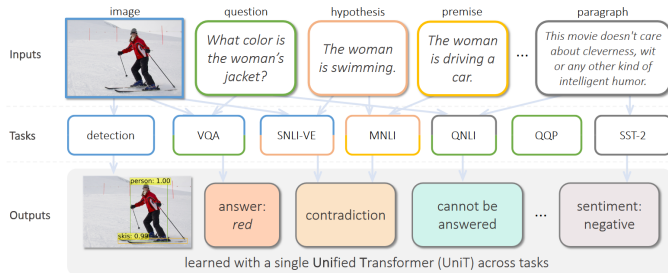 image question hypothesis premise paragraph
Inputs
What color is
the woman's
jacket?
The woman
is swimming.
The woman
is driving a
car.
...
This movie doesn't care
about cleverness, wit
or any other kind of
intelligent humor.
Tasks
detection VQA SNLI-VE MNLI QNLI QQP SST-2
Outputs
person: 1.00
skis: 0.99
answer:
red
contradiction
cannot be
answered
...
sentiment:
negative
learned with a single Unified Transformer (UniT) across tasks